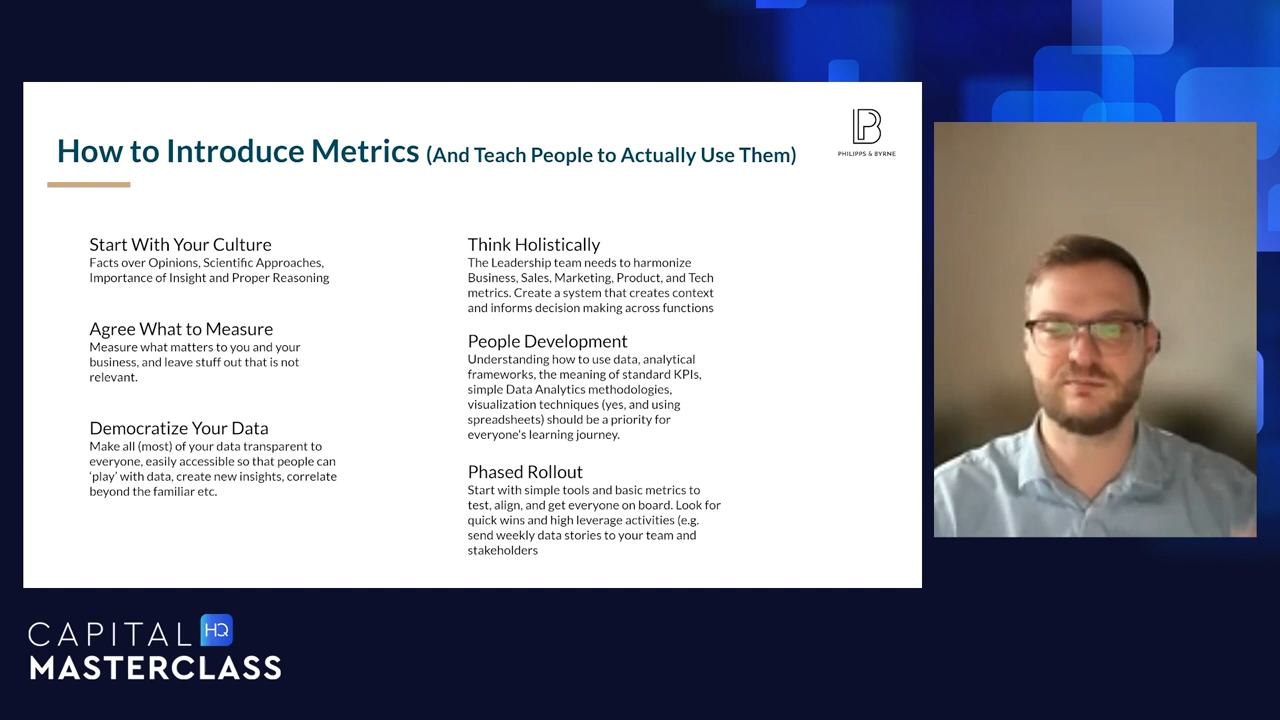 How to Introduce Metrics (And Teach People to Actually Use Them)
PHILIPPS & BYRNE
Start With Your Culture
Facts over Opinions, Scientific Approaches,
Importance of Insight and Proper Reasoning
Agree What to Measure
Measure what matters to you and your
business, and leave stuff out that is not
relevant.
Democratize Your Data
Make all (most) of your data transparent to
everyone, easily accessible so that people can
‘play’ with data, create new insights, correlate
beyond the familiar etc.
Think Holistically
The Leadership team needs to harmonize
Business, Sales, Marketing, Product, and Tech
metrics. Create a system that creates context
and informs decision making across functions
People Development
Understanding how to use data, analytical
frameworks, the meaning of standard KPIs,
simple Data Analytics methodologies,
visualization techniques (yes, and using
spreadsheets) should be a priority for
everyone's learning journey.
Phased Rollout
Start with simple tools and basic metrics to
test, align, and get everyone on board. Look for
quick wins and high leverage activities (e.g.
send weekly data stories to your team and
stakeholders
CAPITAL HQ
MASTERCLASS